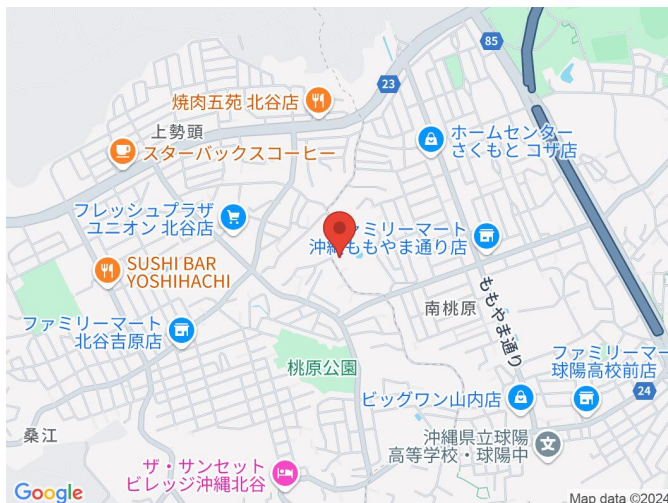 85
23
焼肉五苑 北谷店
上勢頭
スターバックスコーヒー
ホームセンター
さくもと コザ店
フレッシュプラザ
ユニオン 北谷店
ファミリーマート
沖縄ももやま通り店
SUSHI BAR
YOSHIHACHI
南桃原
ももやま通り
ファミリーマート
北谷吉原店
桃原公園
ファミリーマー
球陽高校前店
ビッグワン山内店
24
桑江
沖縄県立球陽
高等学校・球陽中
ザ・サンセット
ビレッジ沖縄北谷
Google
Map data ©2024